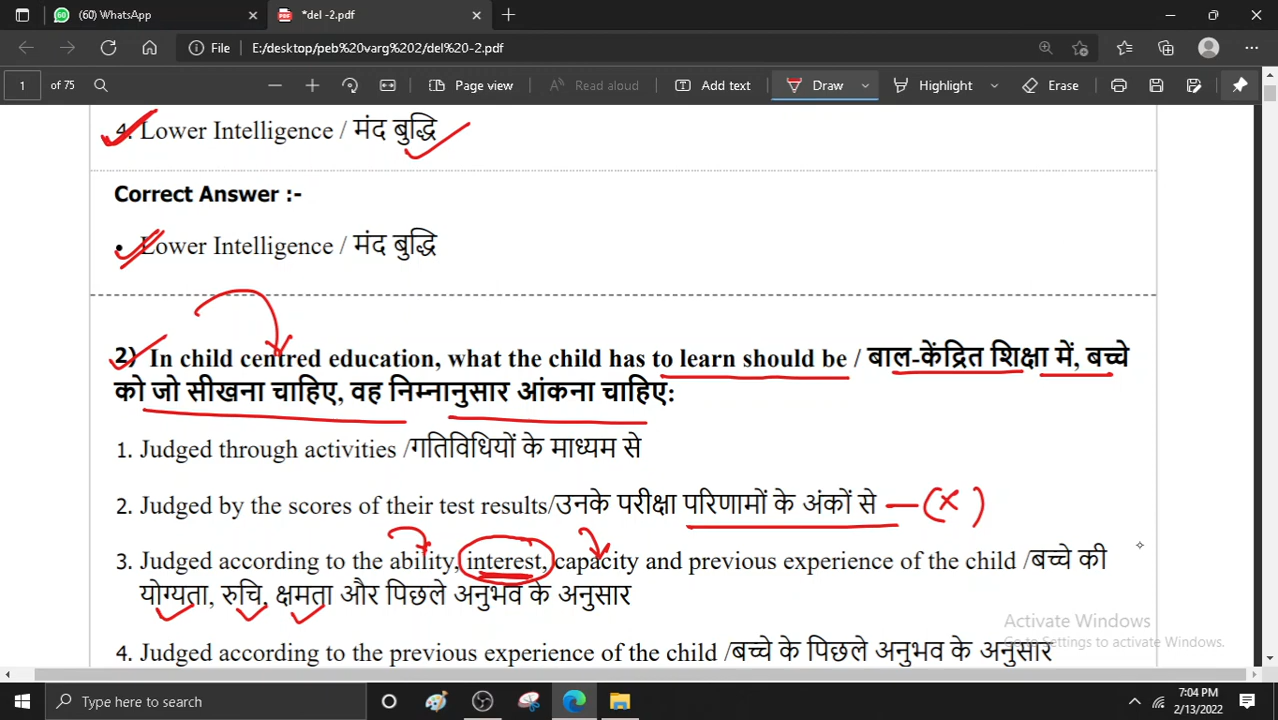 (60) WhatsApp
*del -2.pdf
File
E:/desktop/peb%20varg%202/del%20-2.pdf
1 of 75
Page view
Read aloud
Add text
Draw
Highlight
Erase
4. Lower Intelligence / मंद बुद्धि
Correct Answer :-
• Lower Intelligence / मंद बुद्धि
2) In child centred education, what the child has to learn should be / बाल-केंद्रित शिक्षा में, बच्चे
को जो सीखना चाहिए, वह निम्नानुसार आंकना चाहिए:
1. Judged through activities /गतिविधियों के माध्यम से
2. Judged by the scores of their test results/उनके परीक्षा परिणामों के अंकों से (x)
3. Judged according to the ability, interest, capacity and previous experience of the child /बच्चे की
योग्यता, रुचि, क्षमता और पिछले अनुभव के अनुसार
4. Judged according to the previous experience of the child /बच्चे के पिछले अनुभव के अनुसार
Activate Windows
Go to Settings to activate Windows.
Type here to search
7:04 PM
2/13/2022